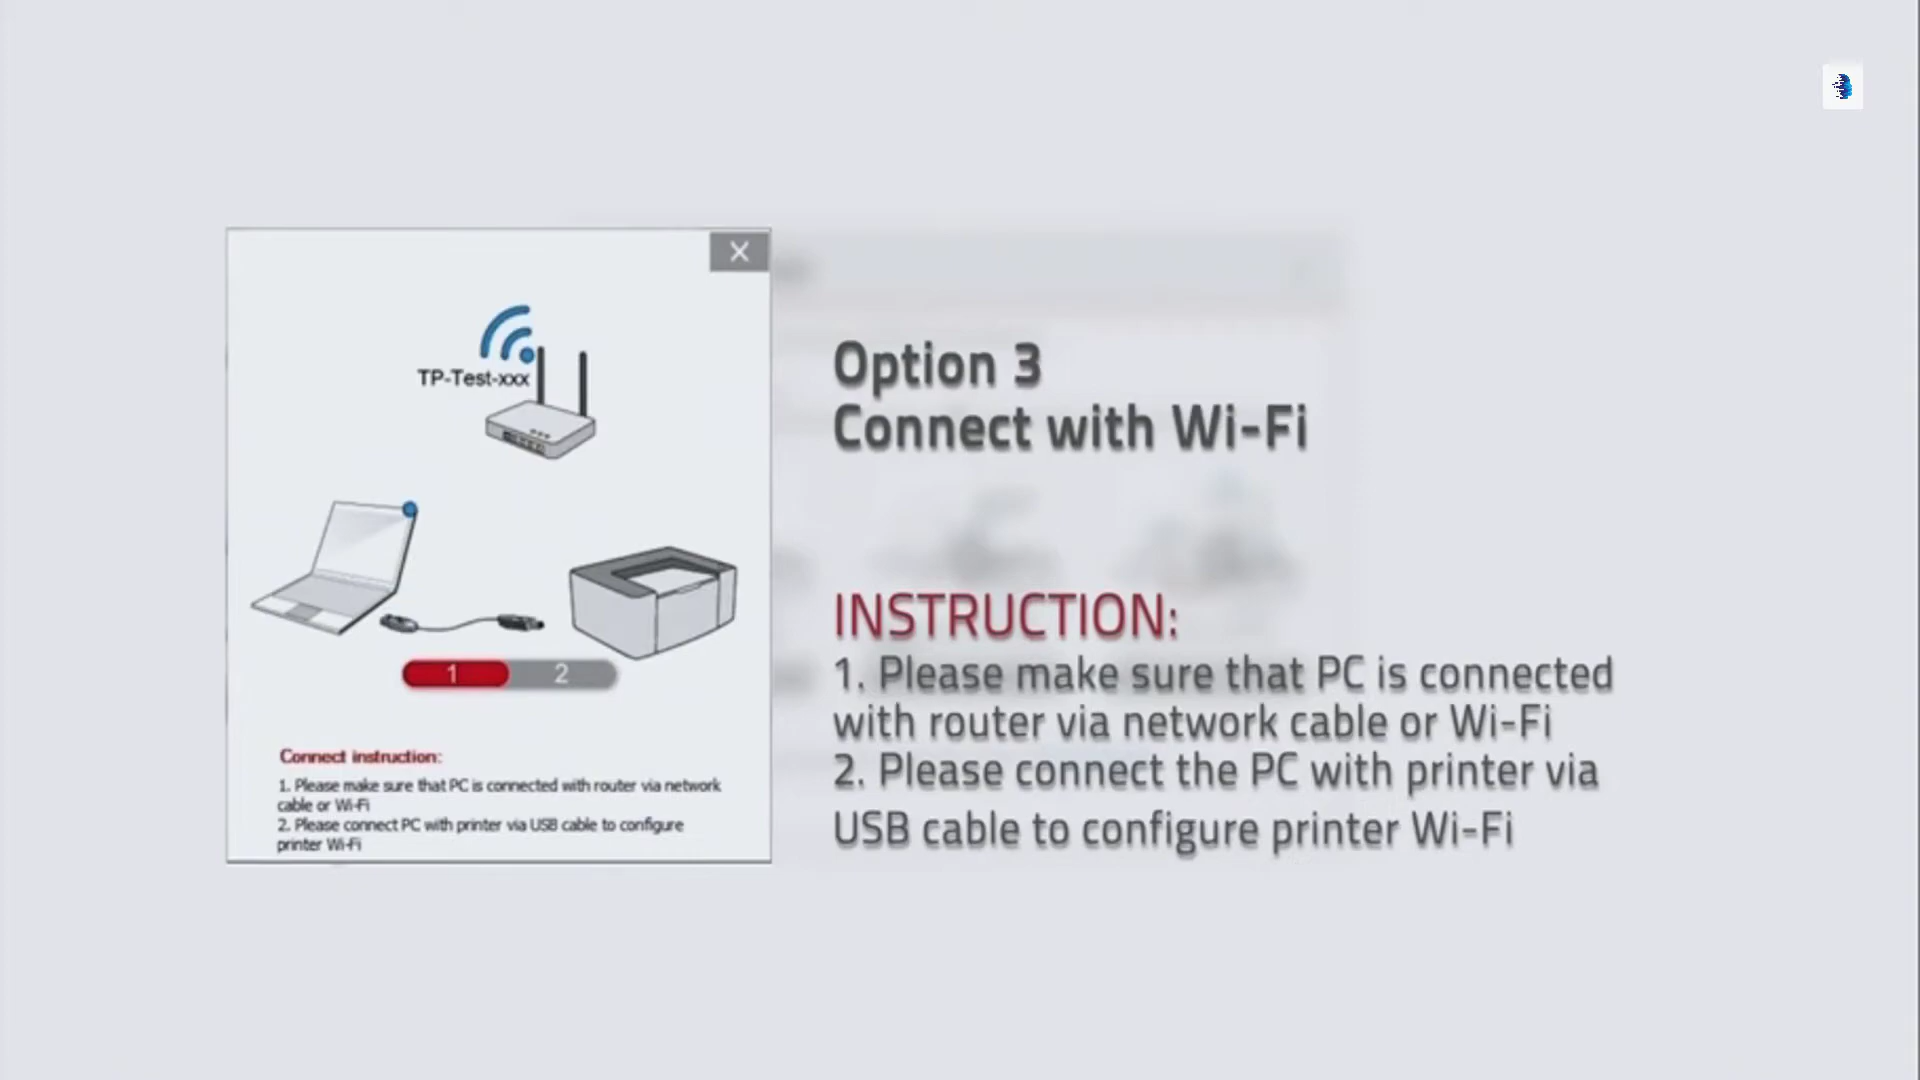 TP-Test-xxx
1 2
Connect instruction:
1. Please make sure that PC is connected with router via network
cable or Wi-Fi
2. Please connect PC with printer via USB cable to configure
printer Wi-Fi
Option 3
Connect with Wi-Fi
INSTRUCTION:
1. Please make sure that PC is connected
with router via network cable or Wi-Fi
2. Please connect the PC with printer via
USB cable to configure printer Wi-Fi